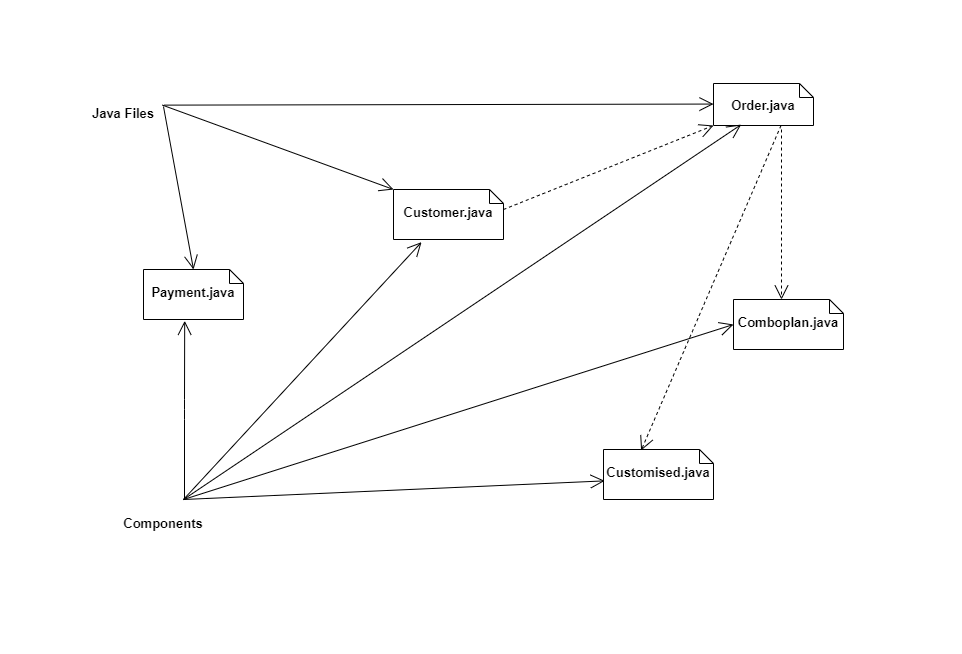 Order.java
Java Files
Customer.java
Payment.java
Comboplan.java
Customised.java
Components